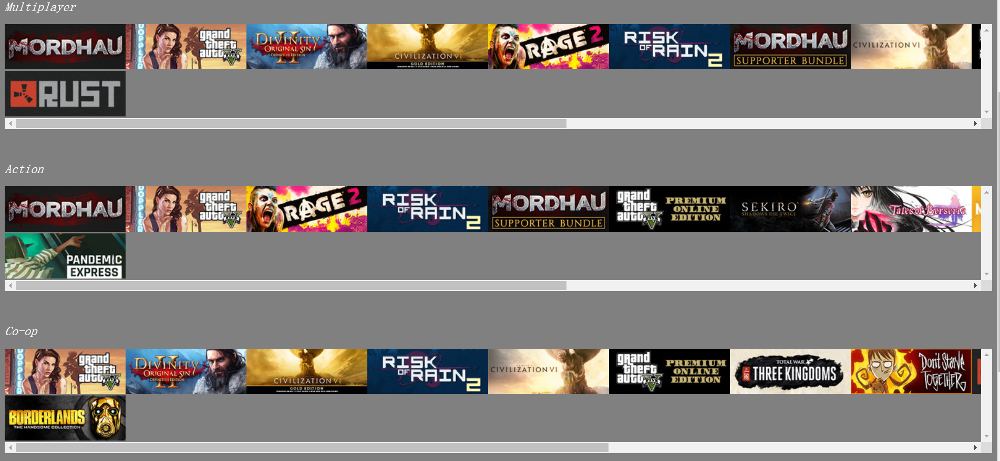 Multiplayer
MORDHAU
grand theft auto V
DIVINITY II ORIGINAL SIN DEFINITIVE EDITION
CIVILIZATION VI GOLD EDITION
RAGE 2
RISK OF RAIN 2
MORDHAU SUPPORTER BUNDLE
CIVILIZATION VI
RUST
Action
MORDHAU
grand theft auto V
RAGE 2
RISK OF RAIN 2
MORDHAU SUPPORTER BUNDLE
grand theft auto V PREMIUM ONLINE EDITION
SEKIRO SHADOWS DIE TWICE
Tales of Berseria
PANDEMIC EXPRESS
Co-op
grand theft auto V
DIVINITY II ORIGINAL SIN DEFINITIVE EDITION
CIVILIZATION VI GOLD EDITION
RISK OF RAIN 2
CIVILIZATION VI
grand theft auto V PREMIUM ONLINE EDITION
TOTAL WAR THREE KINGDOMS
Don't Starve TOGETHER
BORDERLANDS THE HANDSOME COLLECTION